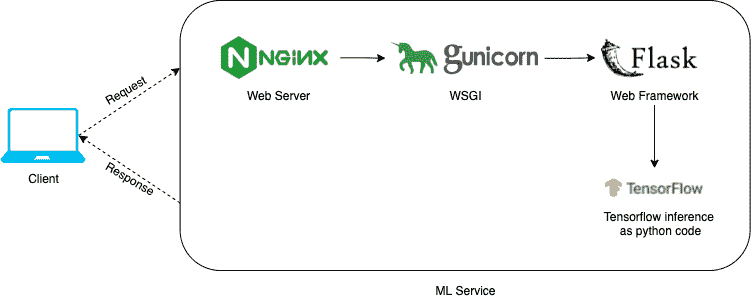 NGINX
gunicorn
Flask
Web Server
WSGI
Web Framework
Request
Response
Client
TensorFlow
Tensorflow inference
as python code
ML Service